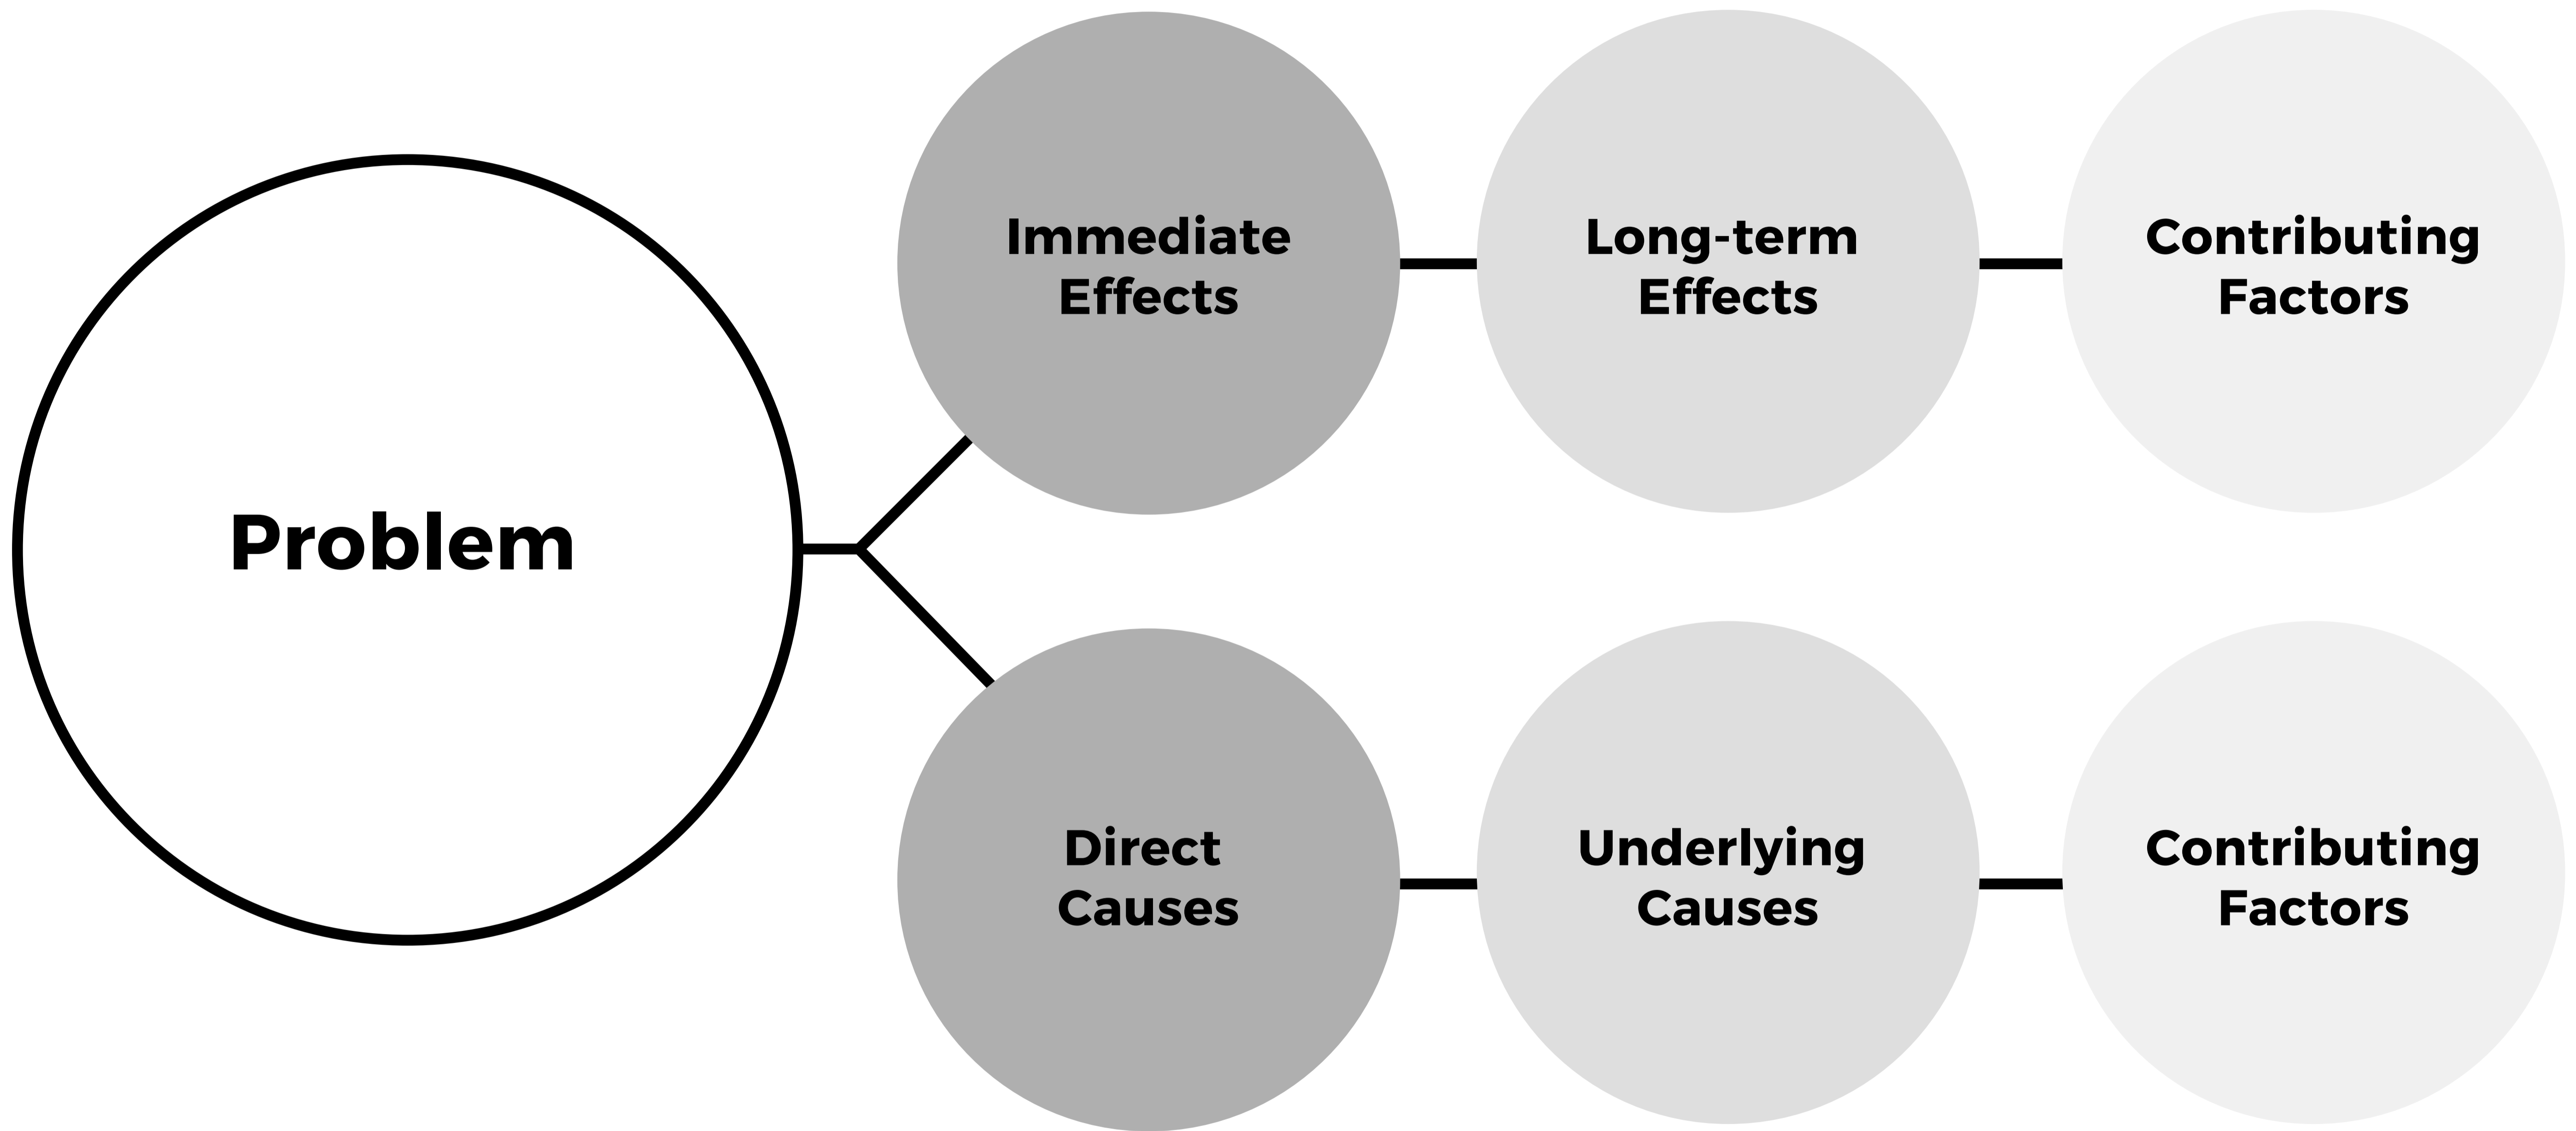 Problem
Immediate
Effects
Long-term
Effects
Contributing
Factors
Direct
Causes
Underlying
Causes
Contributing
Factors